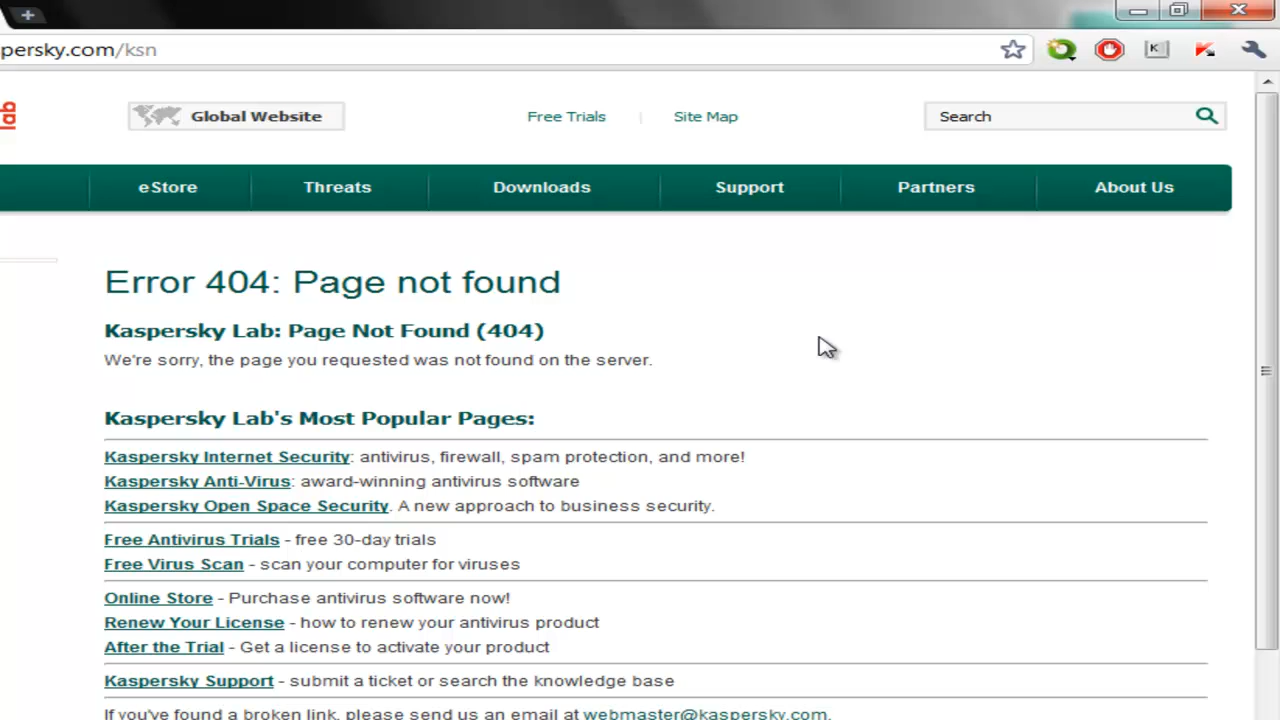 persky.com/ksn
lab
Global Website
Free Trials
Site Map
Search
eStore
Threats
Downloads
Support
Partners
About Us
Error 404: Page not found
Kaspersky Lab: Page Not Found (404)
We're sorry, the page you requested was not found on the server.
Kaspersky Lab's Most Popular Pages:
Kaspersky Internet Security: antivirus, firewall, spam protection, and more!
Kaspersky Anti-Virus: award-winning antivirus software
Kaspersky Open Space Security. A new approach to business security.
Free Antivirus Trials - free 30-day trials
Free Virus Scan - scan your computer for viruses
Online Store - Purchase antivirus software now!
Renew Your License - how to renew your antivirus product
After the Trial - Get a license to activate your product
Kaspersky Support - submit a ticket or search the knowledge base
If you've found a broken link, please send us an email at webmaster@kaspersky.com.